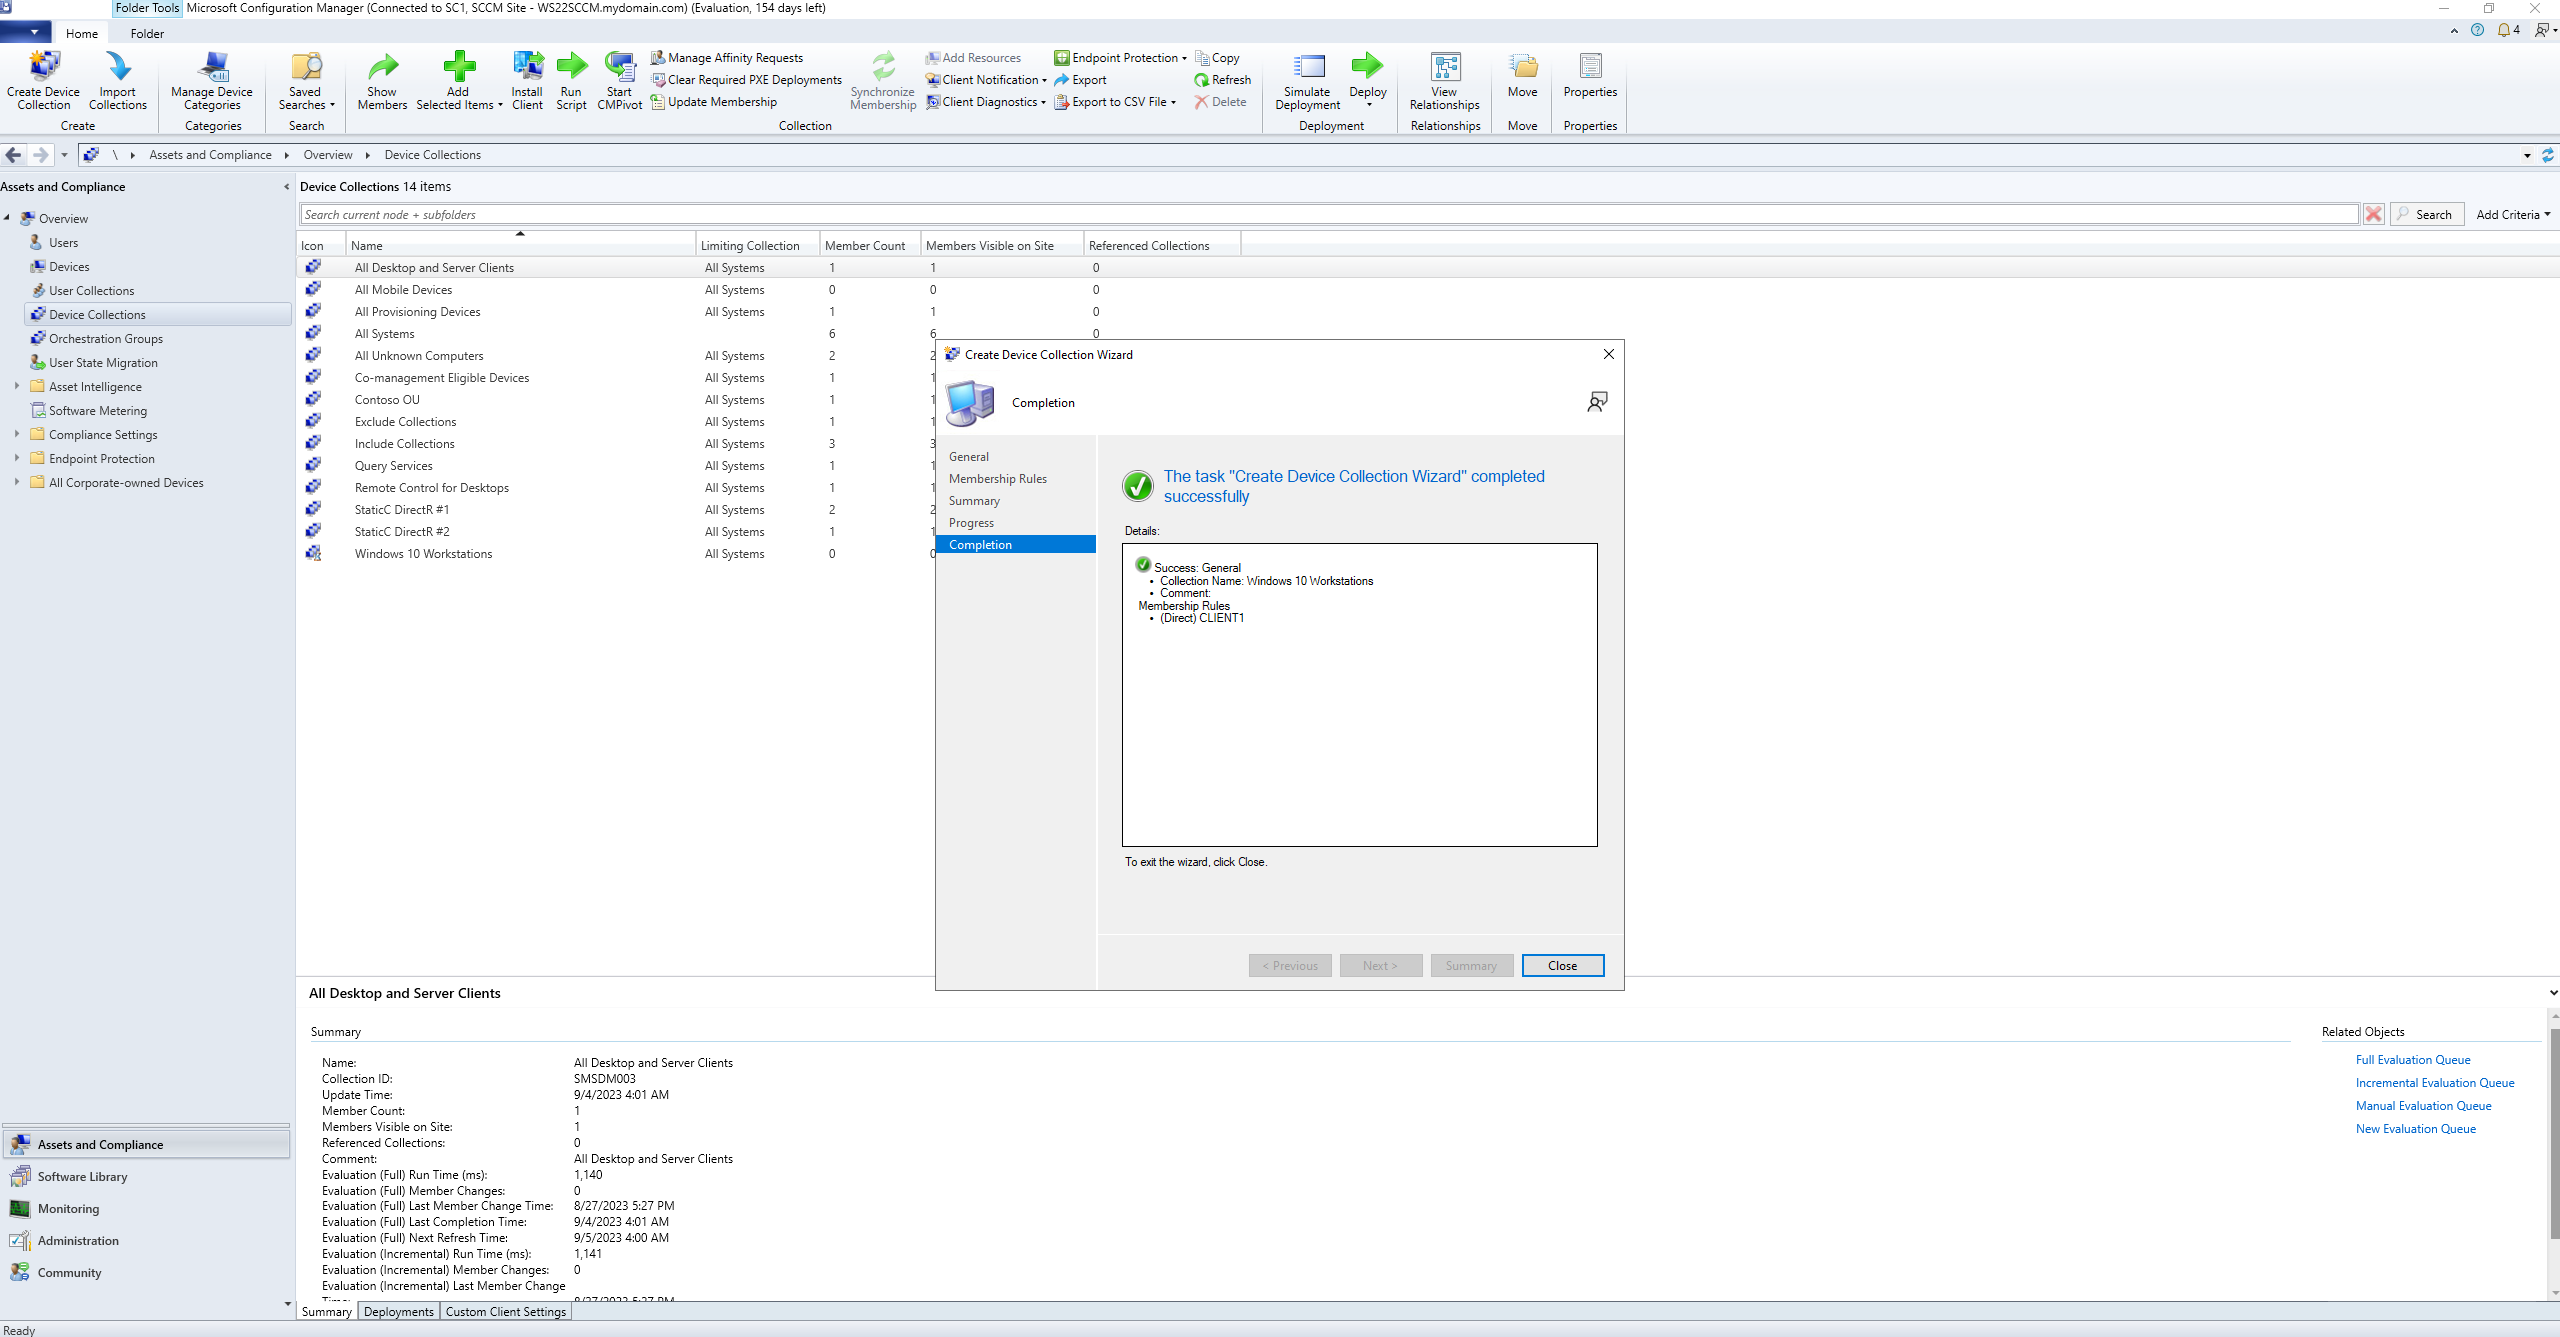 Folder Tools Microsoft Configuration Manager (Connected to SC1, SCCM Site - WS22SCCM.mydomain.com) (Evaluation, 154 days left)
Home Folder
4
Create Device Collection
Import Collections
Create
Manage Device Categories
Categories
Saved Searches
Search
Show Members
Add Selected Items
Install Client
Run Script
Start CMPivot
Manage Affinity Requests
Clear Required PXE Deployments
Update Membership
Synchronize Membership
Add Resources
Client Notification
Client Diagnostics
Endpoint Protection
Export
Export to CSV File
Copy
Refresh
Delete
Collection
Simulate Deployment
Deploy
Deployment
View Relationships
Relationships
Move
Move
Properties
Properties
\ Assets and Compliance Overview Device Collections
Assets and Compliance
Overview
Users
Devices
User Collections
Device Collections
Orchestration Groups
User State Migration
Asset Intelligence
Software Metering
Compliance Settings
Endpoint Protection
All Corporate-owned Devices
Assets and Compliance
Software Library
Monitoring
Administration
Community
Device Collections 14 items
Search current node + subfolders
Search
Add Criteria
Icon Name Limiting Collection Member Count Members Visible on Site Referenced Collections
All Desktop and Server Clients All Systems 1 1 0
All Mobile Devices All Systems 0 0 0
All Provisioning Devices All Systems 1 1 0
All Systems 6 6 0
All Unknown Computers All Systems 2 2
Co-management Eligible Devices All Systems 1 1
Contoso OU All Systems 1 1
Exclude Collections All Systems 1 1
Include Collections All Systems 3 3
Query Services All Systems 1 1
Remote Control for Desktops All Systems 1 1
StaticC DirectR #1 All Systems 2 2
StaticC DirectR #2 All Systems 1 1
Windows 10 Workstations All Systems 0 0
Create Device Collection Wizard
Completion
General
Membership Rules
Summary
Progress
Completion
The task "Create Device Collection Wizard" completed
successfully
Details:
Success: General
• Collection Name: Windows 10 Workstations
• Comment:
Membership Rules
• (Direct) CLIENT1
To exit the wizard, click Close.
< Previous Next > Summary Close
All Desktop and Server Clients
Summary
Name: All Desktop and Server Clients
Collection ID: SMSDM003
Update Time: 9/4/2023 4:01 AM
Member Count: 1
Members Visible on Site: 1
Referenced Collections: 0
Comment: All Desktop and Server Clients
Evaluation (Full) Run Time (ms): 1,140
Evaluation (Full) Member Changes: 0
Evaluation (Full) Last Member Change Time: 8/27/2023 5:27 PM
Evaluation (Full) Last Completion Time: 9/4/2023 4:01 AM
Evaluation (Full) Next Refresh Time: 9/5/2023 4:00 AM
Evaluation (Incremental) Run Time (ms): 1,141
Evaluation (Incremental) Member Changes: 0
Evaluation (Incremental) Last Member Change
Time: 8/27/2023 5:27 PM
Related Objects
Full Evaluation Queue
Incremental Evaluation Queue
Manual Evaluation Queue
New Evaluation Queue
Summary Deployments Custom Client Settings
Ready